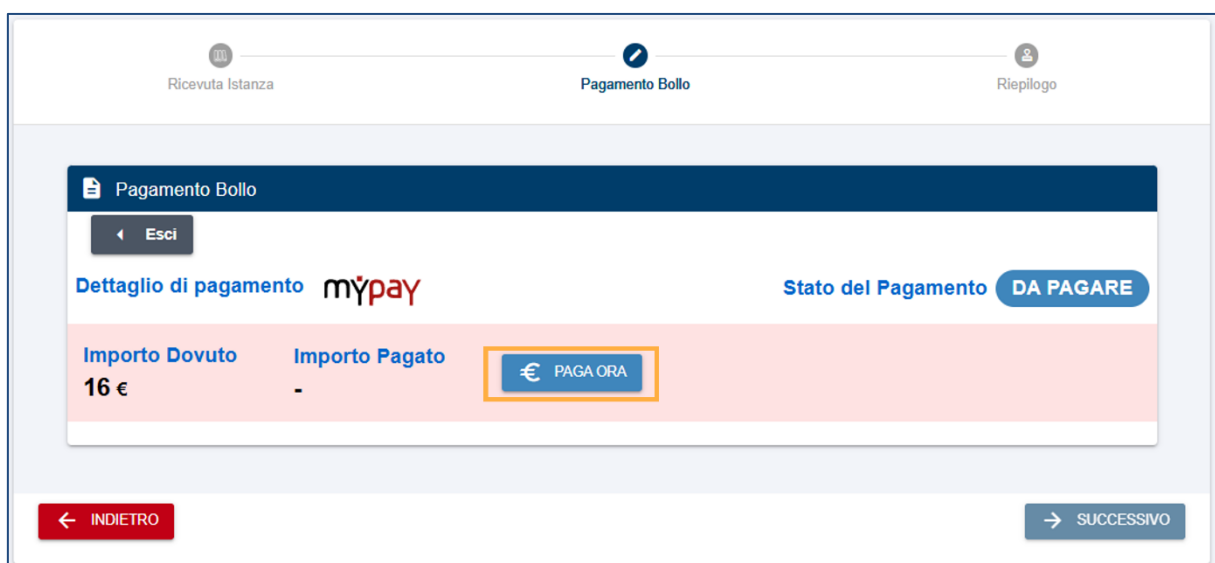 Ricevuta Istanza
Pagamento Bollo
Riepilogo
Pagamento Bollo
Esci
Dettaglio di pagamento mypay
Stato del Pagamento DA PAGARE
Importo Dovuto
16 €
Importo Pagato
-
€ PAGA ORA
INDIETRO
SUCCESSIVO